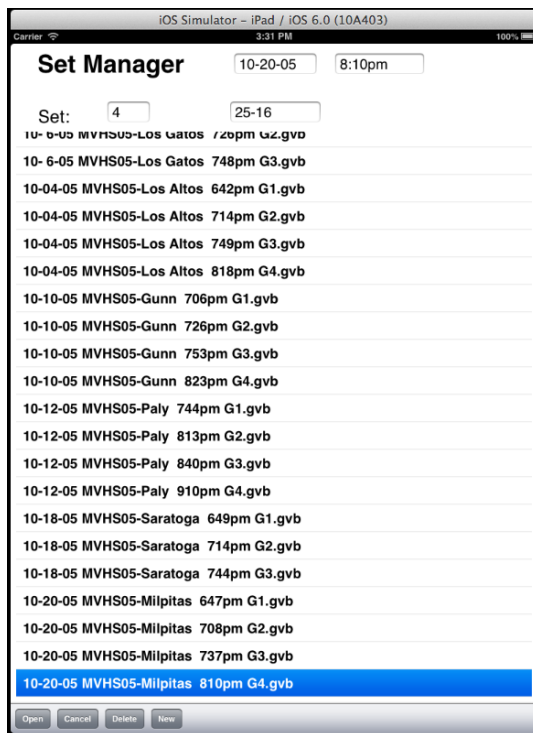 iOS Simulator – iPad / iOS 6.0 (10A403)
Carrier 3:31 PM 100%
Set Manager 10-20-05 8:10pm
Set: 4 25-16
10- 6-05 MVHS05-Los Gatos  726pm G2.gvb
10- 6-05 MVHS05-Los Gatos  748pm G3.gvb
10-04-05 MVHS05-Los Altos  642pm G1.gvb
10-04-05 MVHS05-Los Altos  714pm G2.gvb
10-04-05 MVHS05-Los Altos  749pm G3.gvb
10-04-05 MVHS05-Los Altos  818pm G4.gvb
10-10-05 MVHS05-Gunn  706pm G1.gvb
10-10-05 MVHS05-Gunn  726pm G2.gvb
10-10-05 MVHS05-Gunn  753pm G3.gvb
10-10-05 MVHS05-Gunn  823pm G4.gvb
10-12-05 MVHS05-Paly  744pm G1.gvb
10-12-05 MVHS05-Paly  813pm G2.gvb
10-12-05 MVHS05-Paly  840pm G3.gvb
10-12-05 MVHS05-Paly  910pm G4.gvb
10-18-05 MVHS05-Saratoga  649pm G1.gvb
10-18-05 MVHS05-Saratoga  714pm G2.gvb
10-18-05 MVHS05-Saratoga  744pm G3.gvb
10-20-05 MVHS05-Milpitas  647pm G1.gvb
10-20-05 MVHS05-Milpitas  708pm G2.gvb
10-20-05 MVHS05-Milpitas  737pm G3.gvb
10-20-05 MVHS05-Milpitas  810pm G4.gvb
Open Cancel Delete New